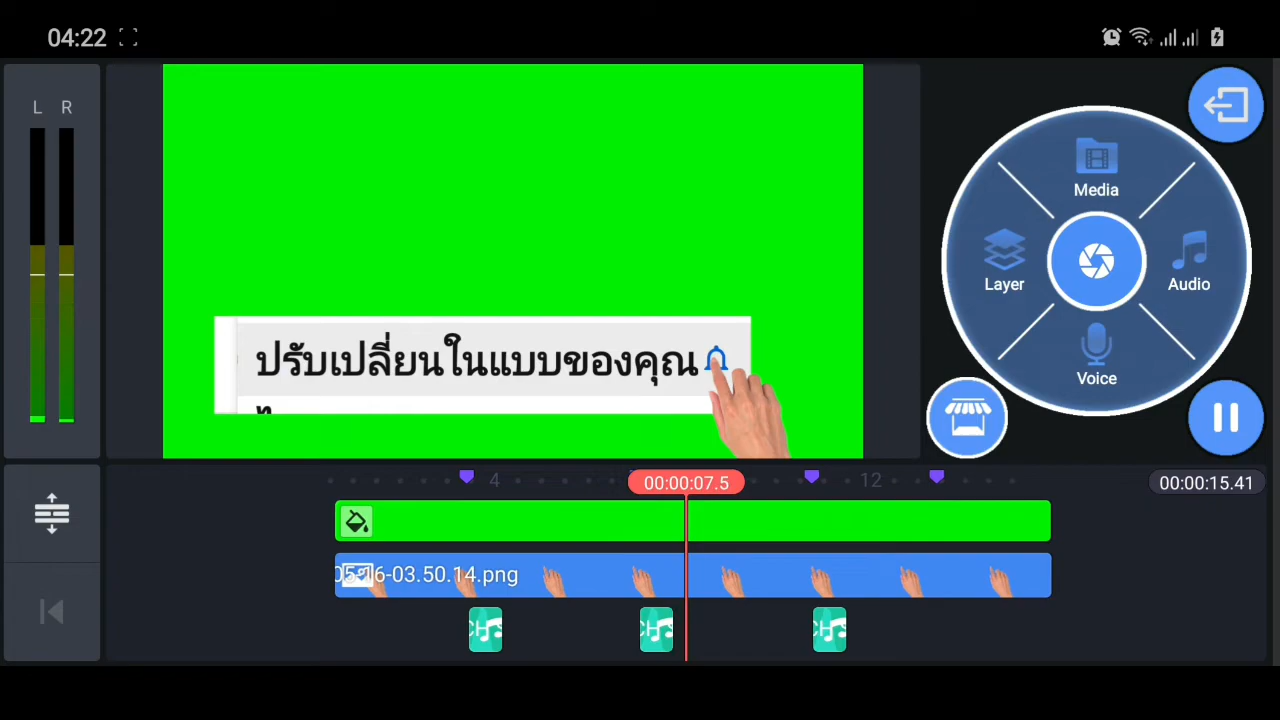 04:22
L R
Media
Layer
Audio
Voice
ปรับเปลี่ยนในแบบของคุณ
4
00:00:07.5
12
00:00:15.41
05-16-03.50.14.png